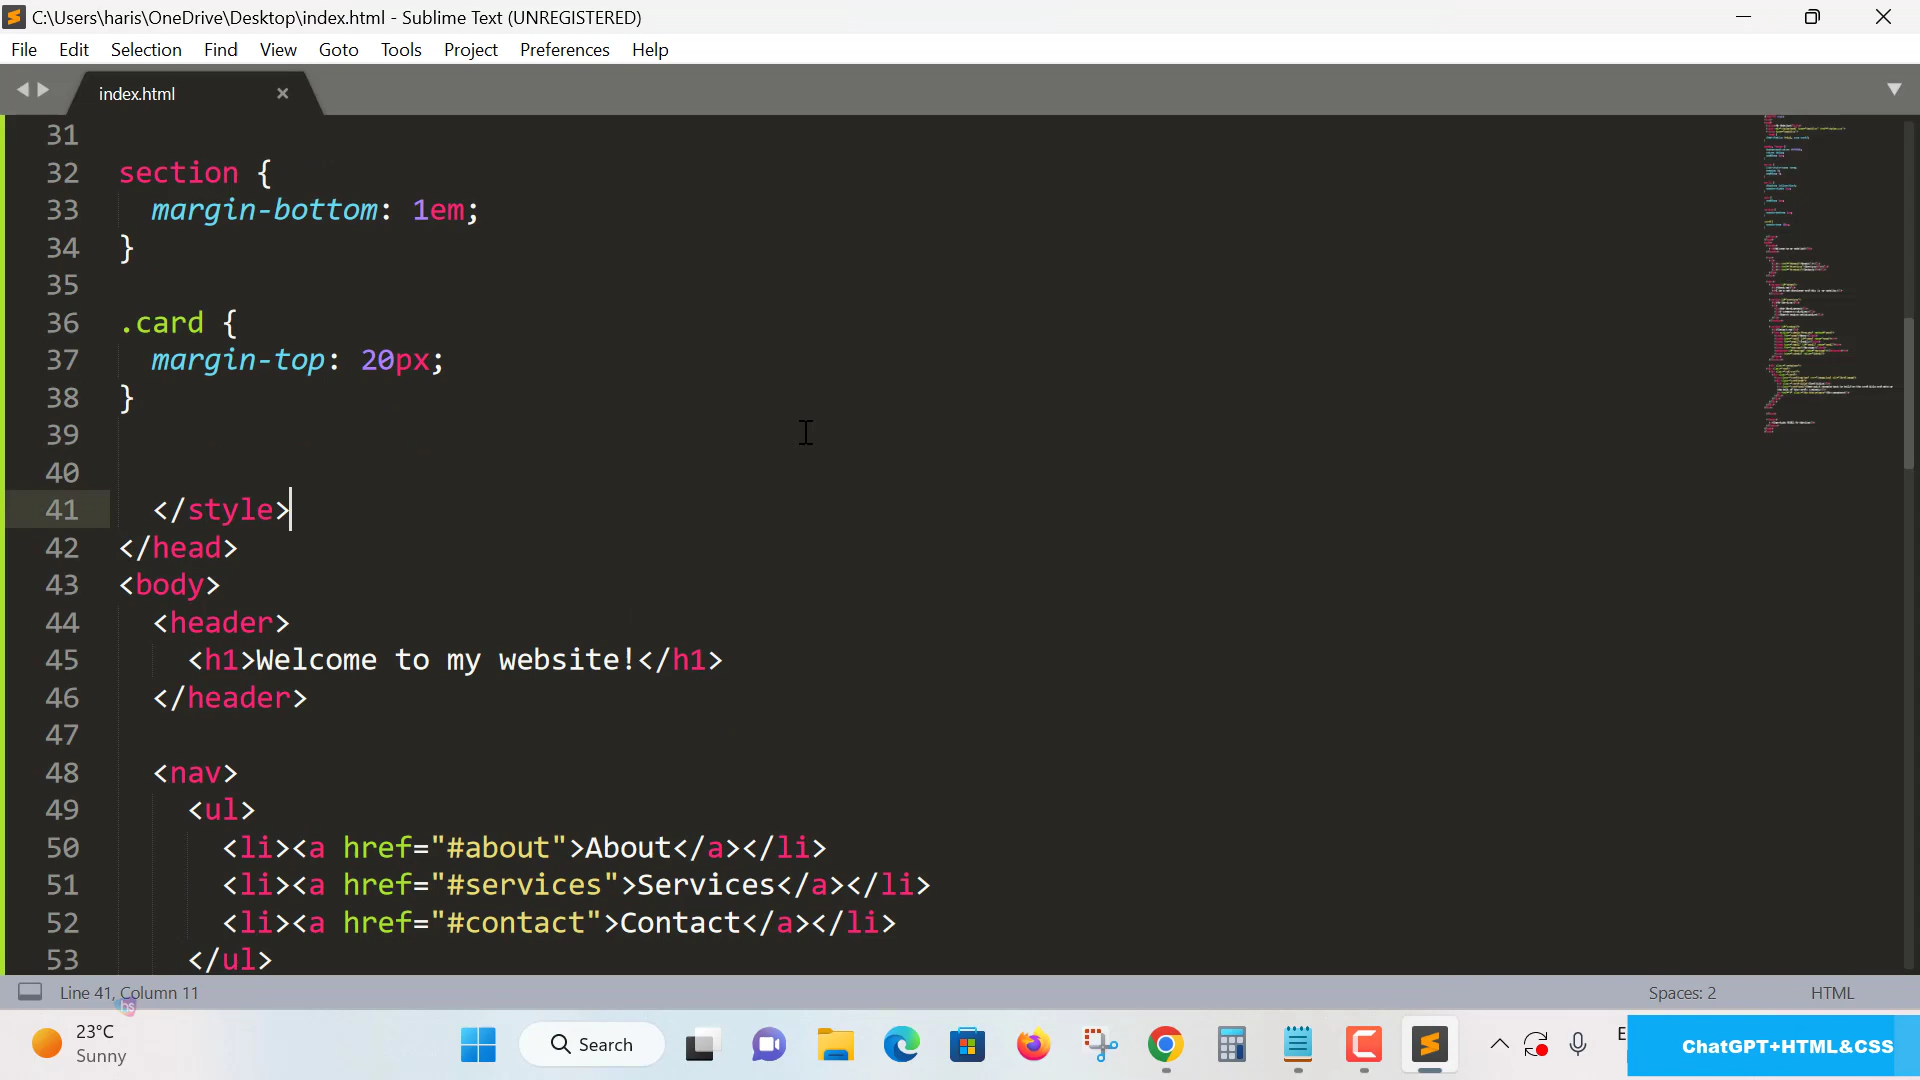 C:\Users\haris\OneDrive\Desktop\index.html - Sublime Text (UNREGISTERED)
File Edit Selection Find View Goto Tools Project Preferences Help
index.html
31
32 section {
33 margin-bottom: 1em;
34 }
35
36 .card {
37 margin-top: 20px;
38 }
39
40
41 </style>
42 </head>
43 <body>
44 <header>
45 <h1>Welcome to my website!</h1>
46 </header>
47
48 <nav>
49 <ul>
50 <li><a href="#about">About</a></li>
51 <li><a href="#services">Services</a></li>
52 <li><a href="#contact">Contact</a></li>
53 </ul>
Line 41, Column 11 Spaces: 2 HTML
23°C
Sunny
Search
ChatGPT+HTML&CSS